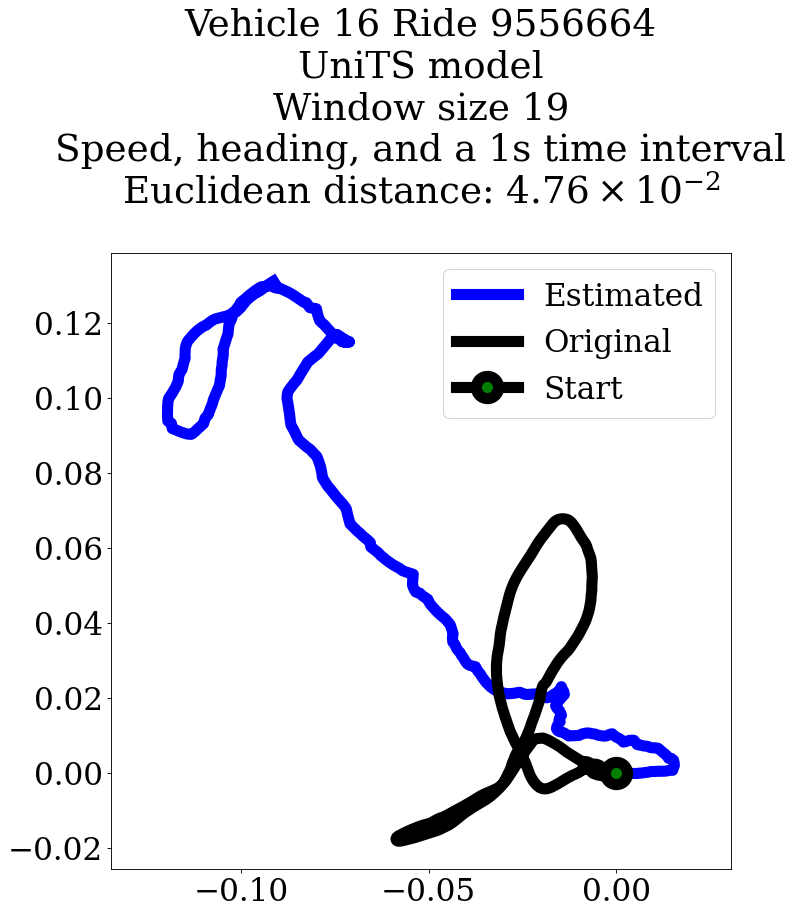 Vehicle 16 Ride 9556664
UniTS model
Window size 19
Speed, heading, and a 1s time interval
Euclidean distance: 4.76 × 10⁻²
Estimated
Original
Start
0.12
0.10
0.08
0.06
0.04
0.02
0.00
−0.02
−0.10
−0.05
0.00